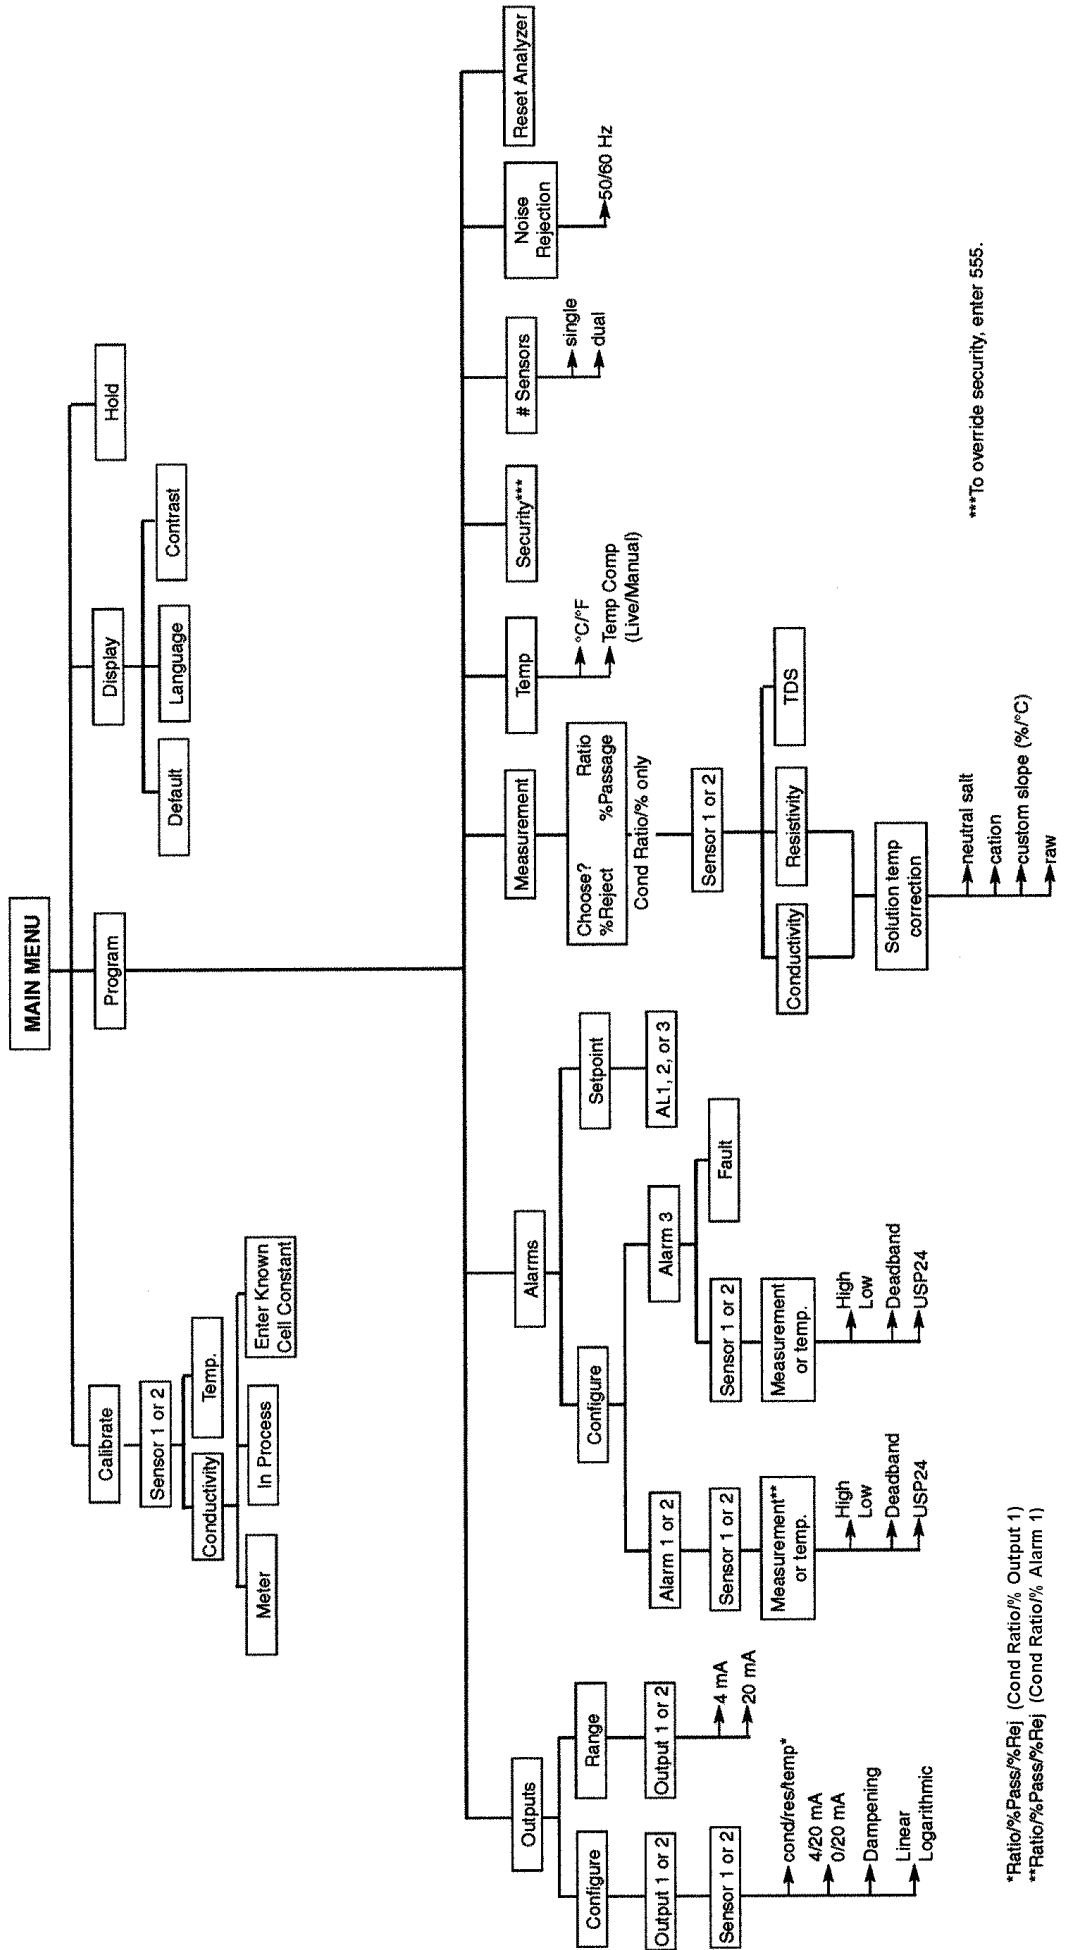 MAIN MENU
Calibrate
Program
Display
Hold
Sensor 1 or 2
Conductivity
Temp.
Meter
In Process
Enter Known
Cell Constant
Default
Language
Contrast
Outputs
Alarms
Measurement
Temp
Security***
# Sensors
Noise
Rejection
Reset Analyzer
Configure
Range
Output 1 or 2
Output 1 or 2
Sensor 1 or 2
cond/res/temp*
4/20 mA
0/20 mA
Dampening
Linear
Logarithmic
4 mA
20 mA
Configure
Setpoint
Alarm 1 or 2
Alarm 3
AL1, 2, or 3
Sensor 1 or 2
Sensor 1 or 2
Fault
Measurement**
or temp.
Measurement
or temp.
High
Low
Deadband
USP24
High
Low
Deadband
USP24
Choose? Ratio
%Reject %Passage
Cond Ratio/% only
Sensor 1 or 2
Conductivity
Resistivity
TDS
Solution temp
correction
neutral salt
cation
custom slope (%/°C)
raw
°C/°F
Temp Comp
(Live/Manual)
single
dual
50/60 Hz
*Ratio/%Pass/%Rej (Cond Ratio/% Output 1)
**Ratio/%Pass/%Rej (Cond Ratio/% Alarm 1)
***To override security, enter 555.